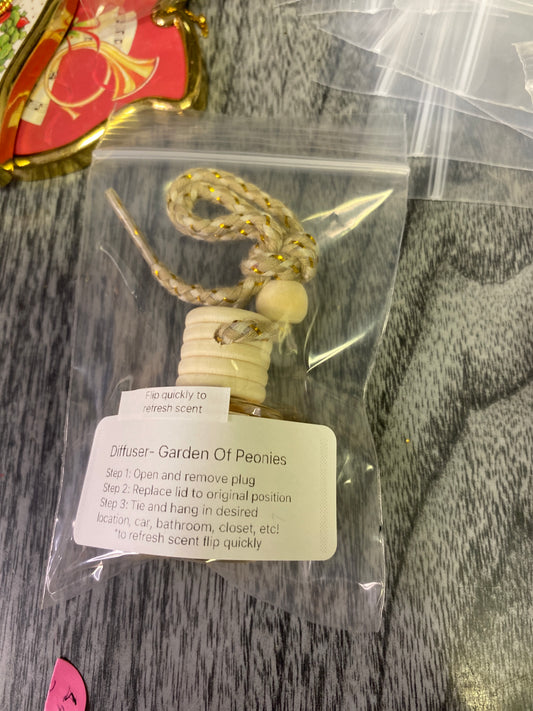 Flip quickly to
refresh scent
Diffuser- Garden Of Peonies
Step 1: Open and remove plug
Step 2: Replace lid to original position
Step 3: Tie and hang in desired
location, car, bathroom, closet, etc!
*to refresh scent flip quickly